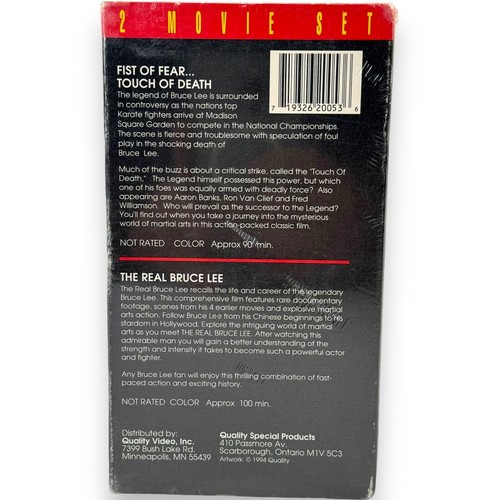 2 MOVIE SET
FIST OF FEAR...
TOUCH OF DEATH
The legend of Bruce Lee is surrounded
in controversy as the nations top
Karate fighters arrive at Madison
Square Garden to compete in the National Championships.
The scene is fierce and troublesome with speculation of foul
play in the shocking death of
Bruce Lee.
7 19326 20053 6
Much of the buzz is about a critical strike, called the "Touch Of
Death," The Legend himself possessed this power, but which
one of his foes was equally armed with deadly force? Also
appearing are Aaron Banks, Ron Van Clief and Fred
Williamson. Who will prevail as the successor to the Legend?
You'll find out when you take a journey into the mysterious
world of martial arts in this action-packed classic film.
NOT RATED COLOR Approx 90 min.
THE REAL BRUCE LEE
The Real Bruce Lee recalls the life and career of the legendary
Bruce Lee. This comprehensive film features rare documentary
footage, scenes from his 4 earlier movies and explosive martial
arts action. Follow Bruce Lee from his Chinese beginnings to his
stardom in Hollywood. Explore the intriguing world of martial
arts as you meet THE REAL BRUCE LEE. After watching this
admirable man you will gain a better understanding of the
strength and intensity it takes to become such a powerful actor
and fighter.
Any Bruce Lee fan will enjoy this thrilling combination of fast-
paced action and exciting history.
NOT RATED COLOR Approx 100 min.
Distributed by:
Quality Video, Inc.
7399 Bush Lake Rd.
Minneapolis, MN 55439
Quality Special Products
410 Passmore Av.
Scarborough, Ontario M1V 5C3
Artwork: © 1994 Quality